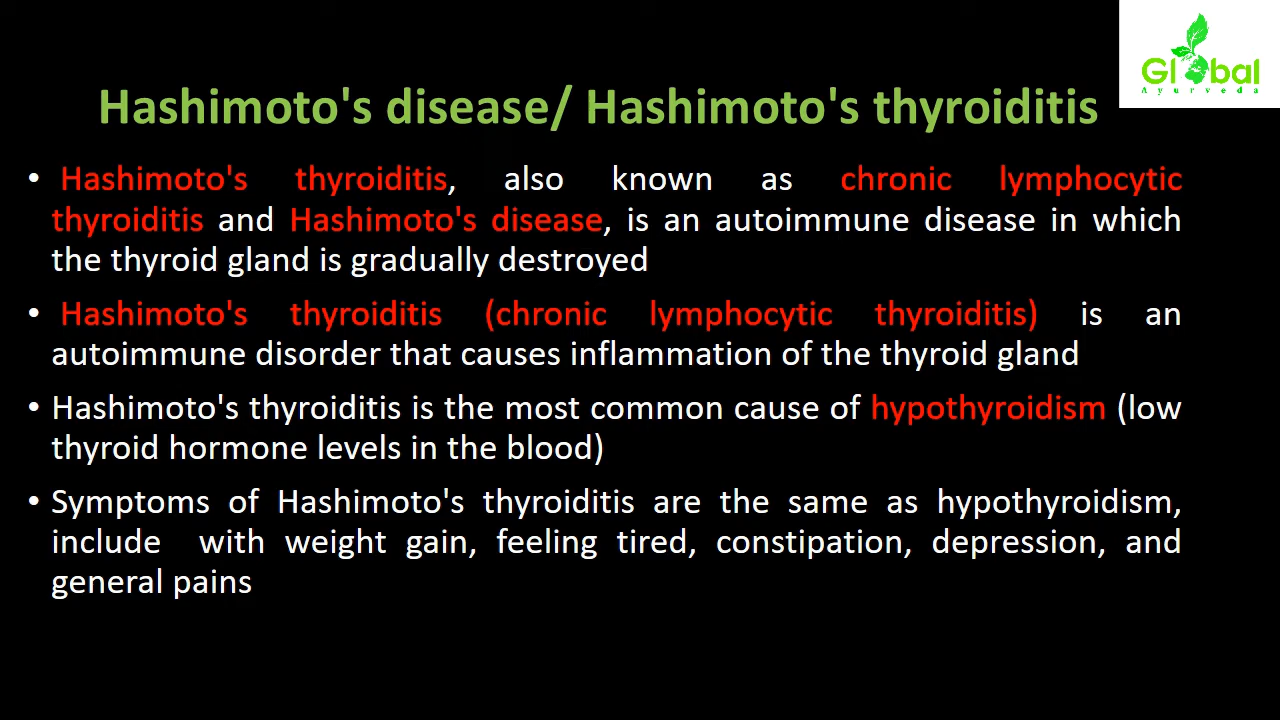 Global
Ayurveda
Hashimoto's disease/ Hashimoto's thyroiditis
• Hashimoto's thyroiditis, also known as chronic lymphocytic
thyroiditis and Hashimoto's disease, is an autoimmune disease in which
the thyroid gland is gradually destroyed
• Hashimoto's thyroiditis (chronic lymphocytic thyroiditis) is an
autoimmune disorder that causes inflammation of the thyroid gland
• Hashimoto's thyroiditis is the most common cause of hypothyroidism (low
thyroid hormone levels in the blood)
• Symptoms of Hashimoto's thyroiditis are the same as hypothyroidism,
include with weight gain, feeling tired, constipation, depression, and
general pains